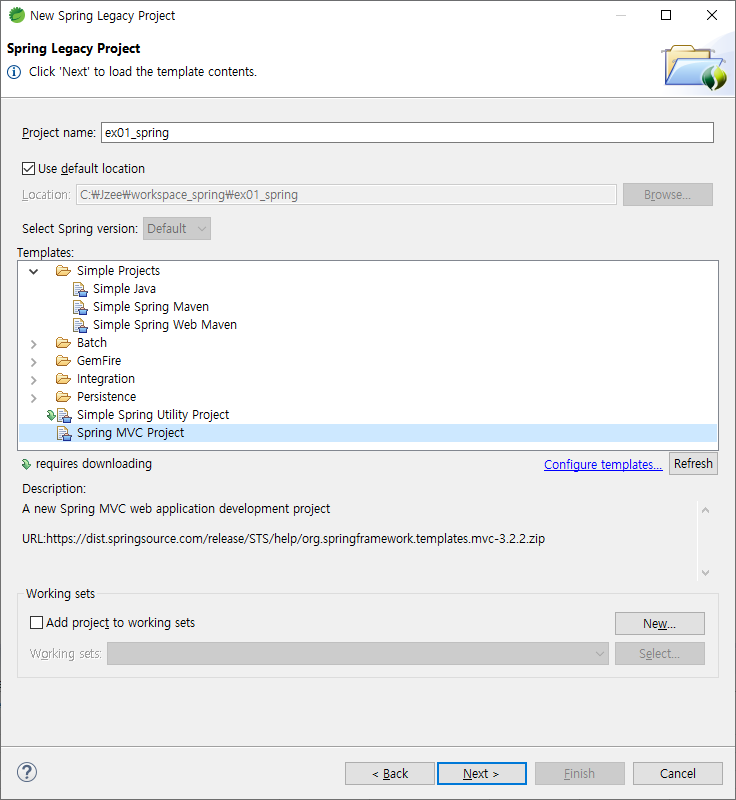 New Spring Legacy Project
Spring Legacy Project
Click 'Next' to load the template contents.
Project name: ex01_spring
Use default location
Location: C:₩Jzee₩workspace_spring₩ex01_spring Browse...
Select Spring version: Default
Templates:
Simple Projects
Simple Java
Simple Spring Maven
Simple Spring Web Maven
Batch
GemFire
Integration
Persistence
Simple Spring Utility Project
Spring MVC Project
requires downloading Configure templates... Refresh
Description:
A new Spring MVC web application development project
URL:https://dist.springsource.com/release/STS/help/org.springframework.templates.mvc-3.2.2.zip
Working sets
Add project to working sets New...
Working sets: Select...
? < Back Next > Finish Cancel